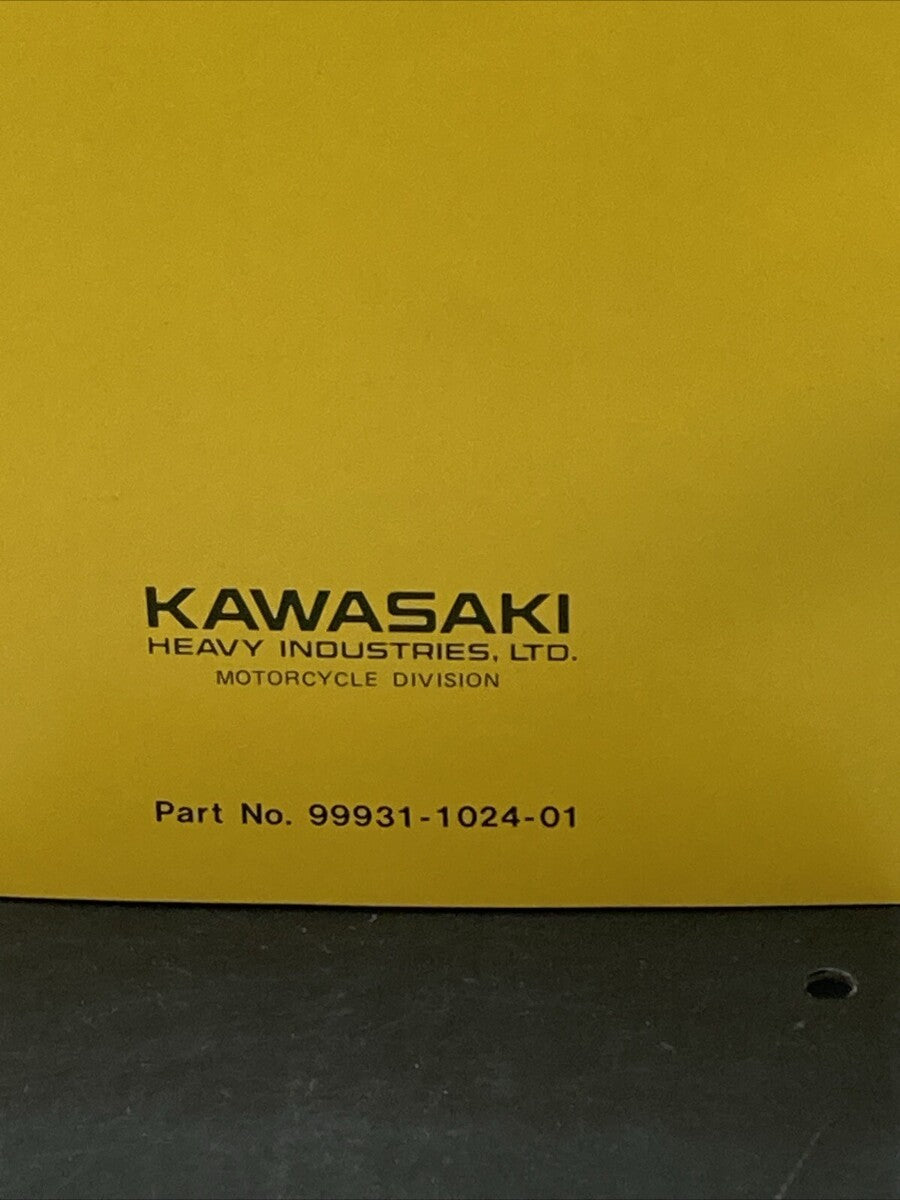 KAWASAKI
HEAVY INDUSTRIES, LTD.
MOTORCYCLE DIVISION
Part No. 99931-1024-01